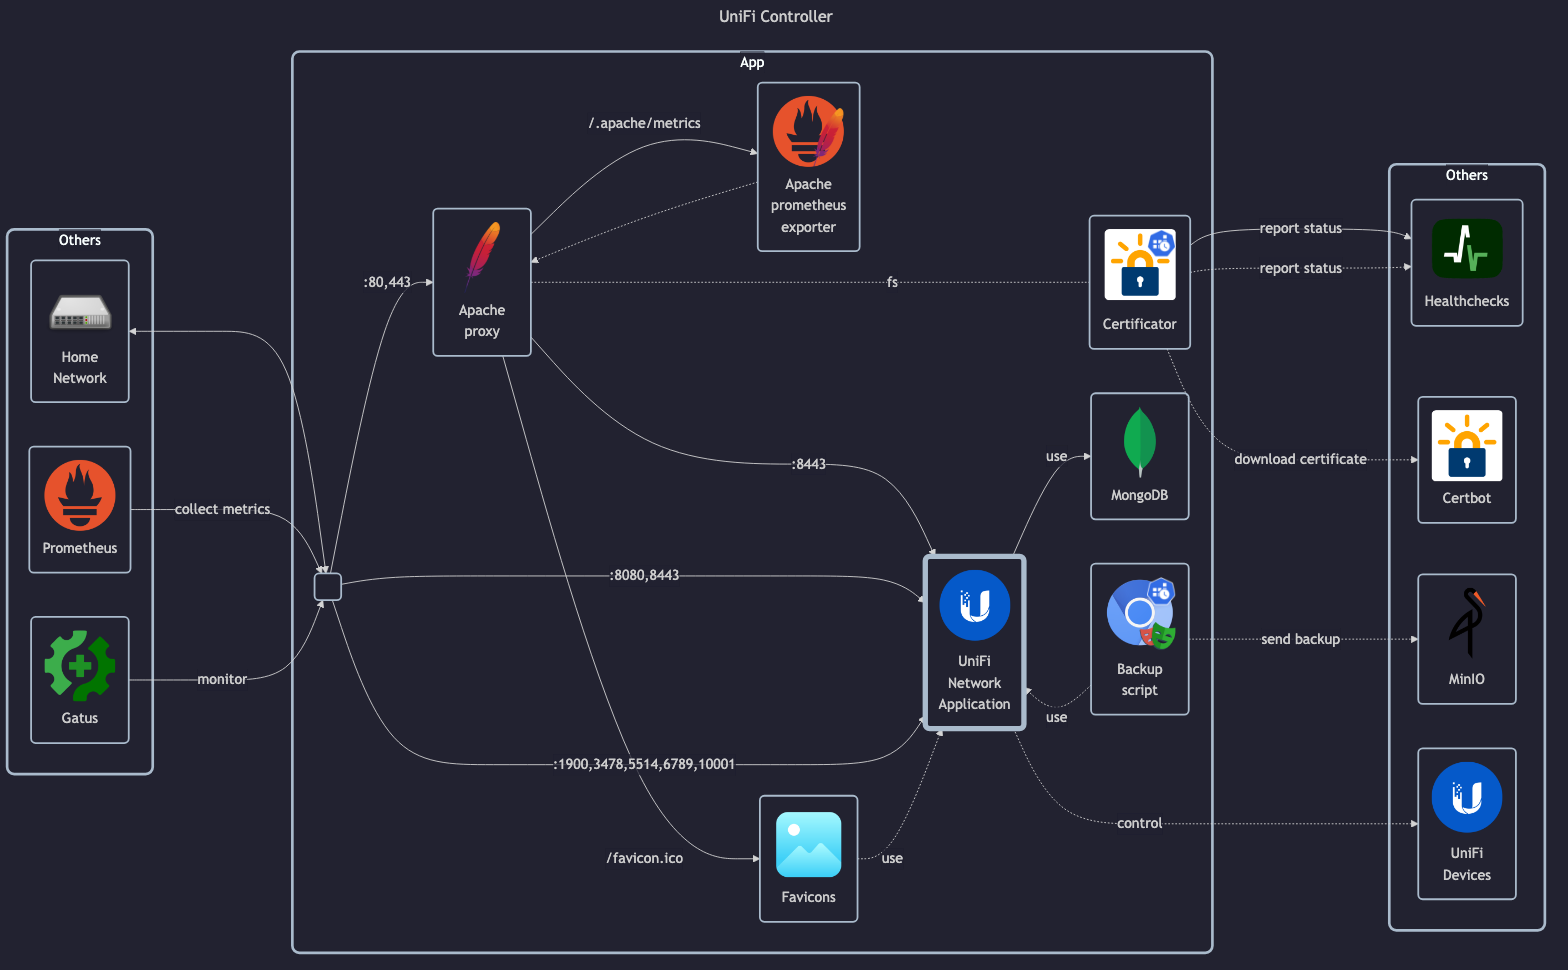 UniFi Controller
App
/.apache/metrics
Apache
prometheus
exporter
Others
Others
Home
Network
:80,443
Apache
proxy
fs
Certificator
report status
report status
Healthchecks
:8443
use
MongoDB
download certificate
Certbot
Prometheus
collect metrics
:8080,8443
UniFi
Network
Application
Backup
script
send backup
MinIO
use
Gatus
monitor
:1900,3478,5514,6789,10001
control
UniFi
Devices
/favicon.ico
Favicons
use